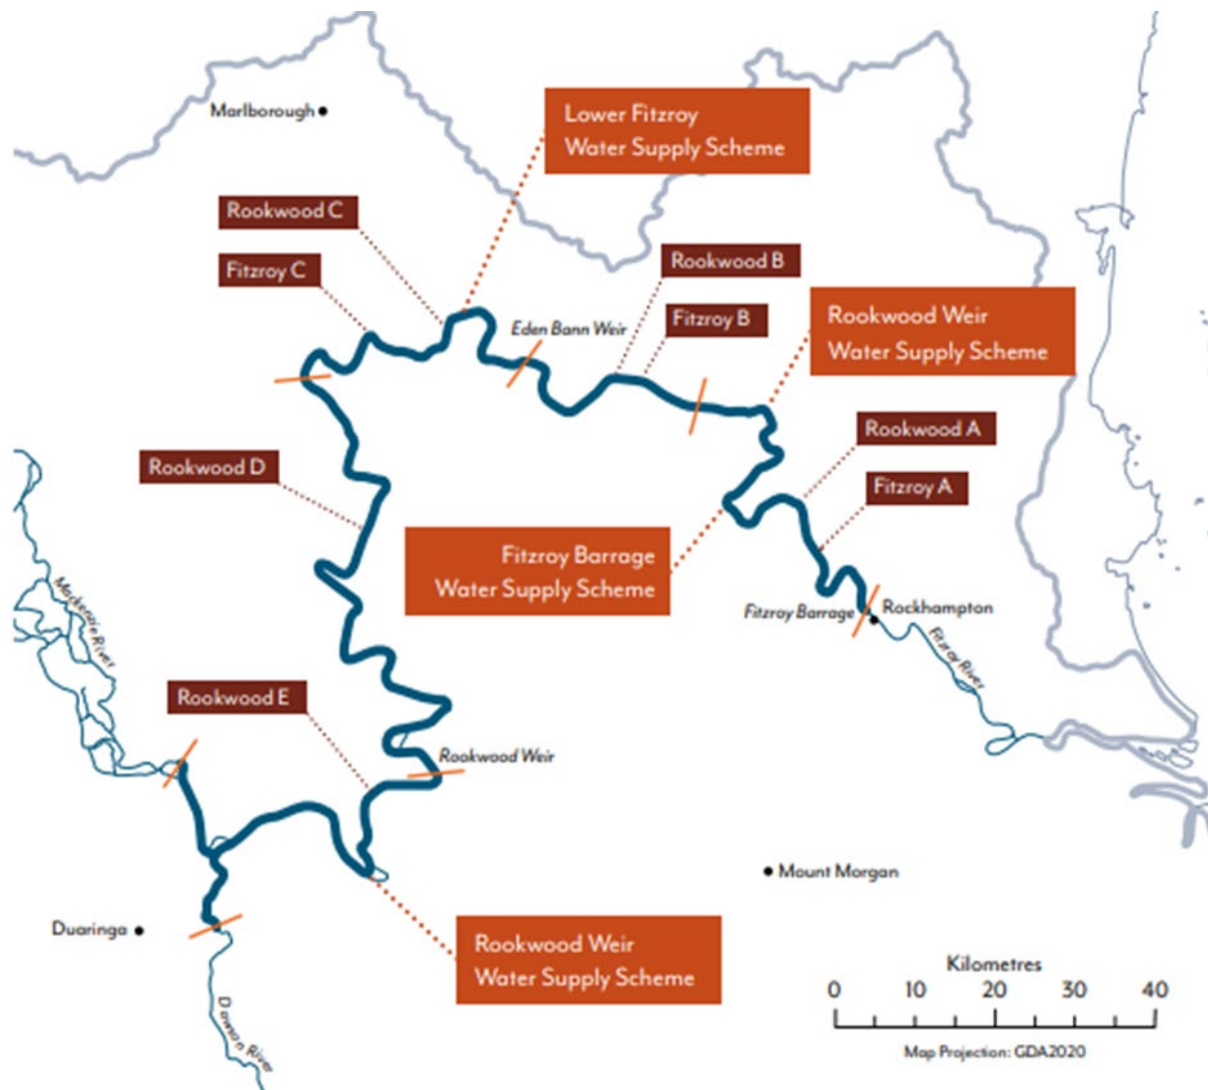 Marlborough
Lower Fitzroy
Water Supply Scheme
Rookwood C
Fitzroy C
Rookwood B
Eden Bann Weir
Fitzroy B
Rookwood Weir
Water Supply Scheme
Rookwood A
Rookwood D
Fitzroy A
Fitzroy Barrage
Water Supply Scheme
Mackenzie River
Fitzroy Barrage
Rockhampton
Fitzroy River
Rookwood E
Rookwood Weir
Mount Morgan
Duaringa
Rookwood Weir
Water Supply Scheme
Dawson River
Kilometres
0 10 20 30 40
Map Projection: GDA2020